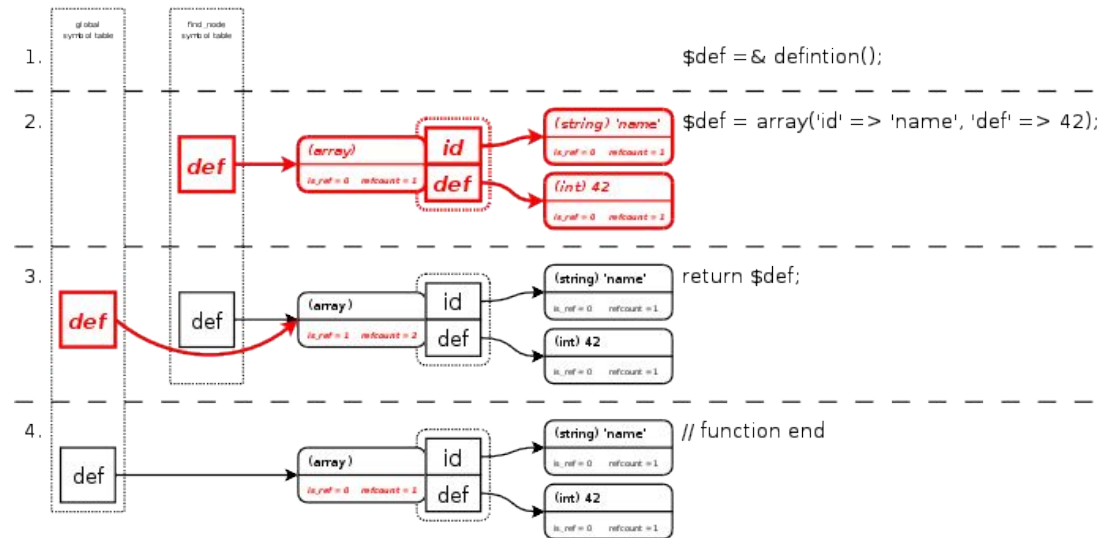 global
symbol table
find_node
symbol table
1.
$def =& defintion();
2.
def
(array)
is_ref = 0 refcount = 1
id
def
(string) 'name'
is_ref = 0 refcount = 1
(int) 42
is_ref = 0 refcount = 1
$def = array('id' => 'name', 'def' => 42);
3.
def
def
(array)
is_ref = 1 refcount = 2
id
def
(string) 'name'
is_ref = 0 refcount = 1
(int) 42
is_ref = 0 refcount = 1
return $def;
4.
def
(array)
is_ref = 0 refcount = 1
id
def
(string) 'name'
is_ref = 0 refcount = 1
(int) 42
is_ref = 0 refcount = 1
// function end